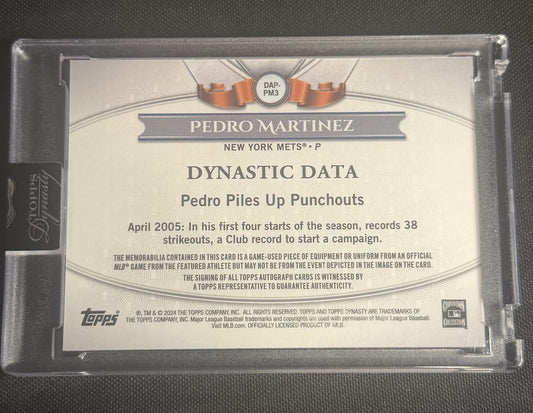 DAP-
PM3
PEDRO MARTINEZ
NEW YORK METS® • P
DYNASTIC DATA
Pedro Piles Up Punchouts
April 2005: In his first four starts of the season, records 38
strikeouts, a Club record to start a campaign.
THE MEMORABILIA CONTAINED IN THIS CARD IS A GAME-USED PIECE OF EQUIPMENT OR UNIFORM FROM AN OFFICIAL
MLB® GAME FROM THE FEATURED ATHLETE BUT MAY NOT BE FROM THE EVENT DEPICTED IN THE IMAGE ON THE CARD.
THE SIGNING OF ALL TOPPS AUTOGRAPH CARDS IS WITNESSED BY
A TOPPS REPRESENTATIVE TO GUARANTEE AUTHENTICITY.
TOPPS
Dynasty
Topps
®, TM & © 2024 THE TOPPS COMPANY, INC. ALL RIGHTS RESERVED. TOPPS AND TOPPS DYNASTY ARE TRADEMARKS OF
THE TOPPS COMPANY, INC. Major League Baseball trademarks and copyrights are used with permission of Major League Baseball.
Visit MLB.com. OFFICIALLY LICENSED PRODUCT OF MLB.